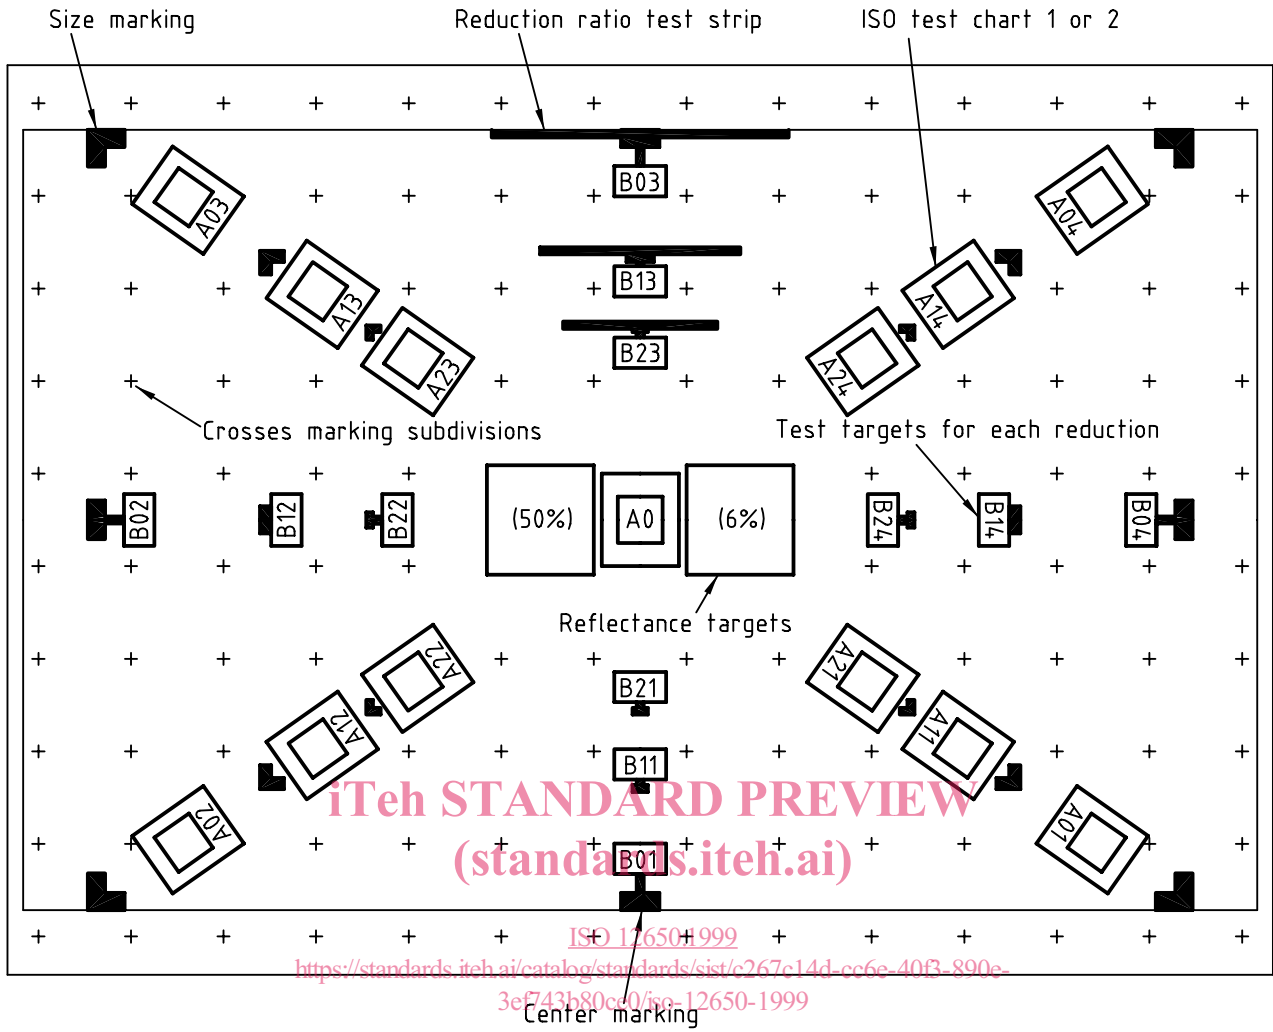 Size marking
Reduction ratio test strip
ISO test chart 1 or 2
B03
A03
A04
B13
A13
A14
B23
A23
A24
Crosses marking subdivisions
Test targets for each reduction
B02
B12
B22
(50%)
A0
(6%)
B24
B14
B04
Reflectance targets
A22
A21
B21
A12
A11
B11
iTeh STANDARD PREVIEW
A02
A01
B01
(standards.iteh.ai)
ISO 12650:1999
https://standards.iteh.ai/catalog/standards/sist/c267c14d-cc6e-40f3-890e-
3ef743b80ce0/iso-12650-1999
Center marking